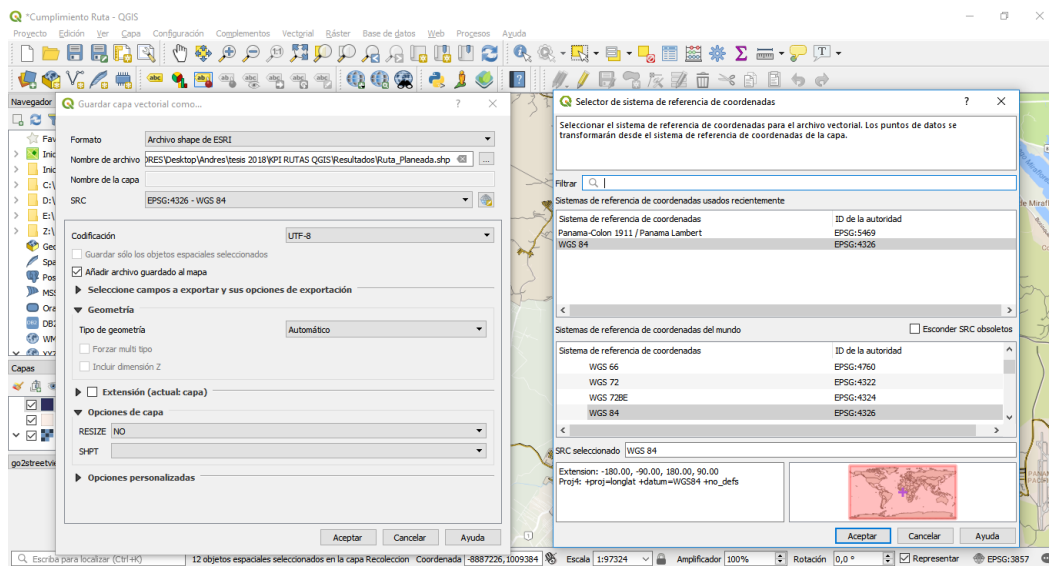 *Cumplimiento Ruta - QGIS
Proyecto Edición Ver Capa Configuración Complementos Vectorial Ráster Base de datos Web Procesos Ayuda
Navegador
Guardar capa vectorial como...
Formato Archivo shape de ESRI
Nombre de archivo DRES\Desktop\Andres\tesis 2018\KPI RUTAS QGIS\Resultados\Ruta_Planeada.shp ...
Nombre de la capa
SRC EPSG:4326 - WGS 84
Codificación UTF-8
Guardar sólo los objetos espaciales seleccionados
Añadir archivo guardado al mapa
Seleccione campos a exportar y sus opciones de exportación
Geometría
Tipo de geometría Automático
Forzar multi tipo
Incluir dimensión Z
Extensión (actual: capa)
Opciones de capa
RESIZE NO
SHPT
Opciones personalizadas
Aceptar Cancelar Ayuda
Fav
Inic
Inic
C:\
D:\
E:\
Z:\
Geo
Spa
Pos
MSS
Ora
DB2
WM
XYZ
Capas
go2streetvi
Selector de sistema de referencia de coordenadas
Seleccionar el sistema de referencia de coordenadas para el archivo vectorial. Los puntos de datos se
transformarán desde el sistema de referencia de coordenadas de la capa.
Filtrar
Sistemas de referencia de coordenadas usados recientemente
Sistema de referencia de coordenadas ID de la autoridad
Panama-Colon 1911 / Panama Lambert EPSG:5469
WGS 84 EPSG:4326
Sistemas de referencia de coordenadas del mundo Esconder SRC obsoletos
Sistema de referencia de coordenadas ID de la autoridad
WGS 66 EPSG:4760
WGS 72 EPSG:4322
WGS 72BE EPSG:4324
WGS 84 EPSG:4326
SRC seleccionado WGS 84
Extension: -180.00, -90.00, 180.00, 90.00
Proj4: +proj=longlat +datum=WGS84 +no_defs
Aceptar Cancelar Ayuda
Escriba para localizar (Ctrl+K) 12 objetos espaciales seleccionados en la capa Recoleccion Coordenada -8887226,1009384 Escala 1:97324 Amplificador 100% Rotación 0,0 ° Representar EPSG:3857